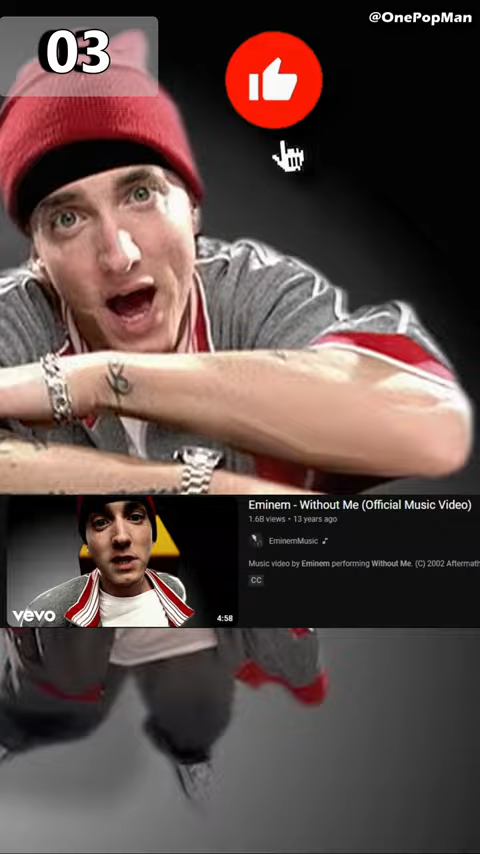 @OnePopMan
03
Eminem - Without Me (Official Music Video)
1.6B views • 13 years ago
EminemMusic
Music video by Eminem performing Without Me. (C) 2002 Aftermath
CC
vevo
4:58